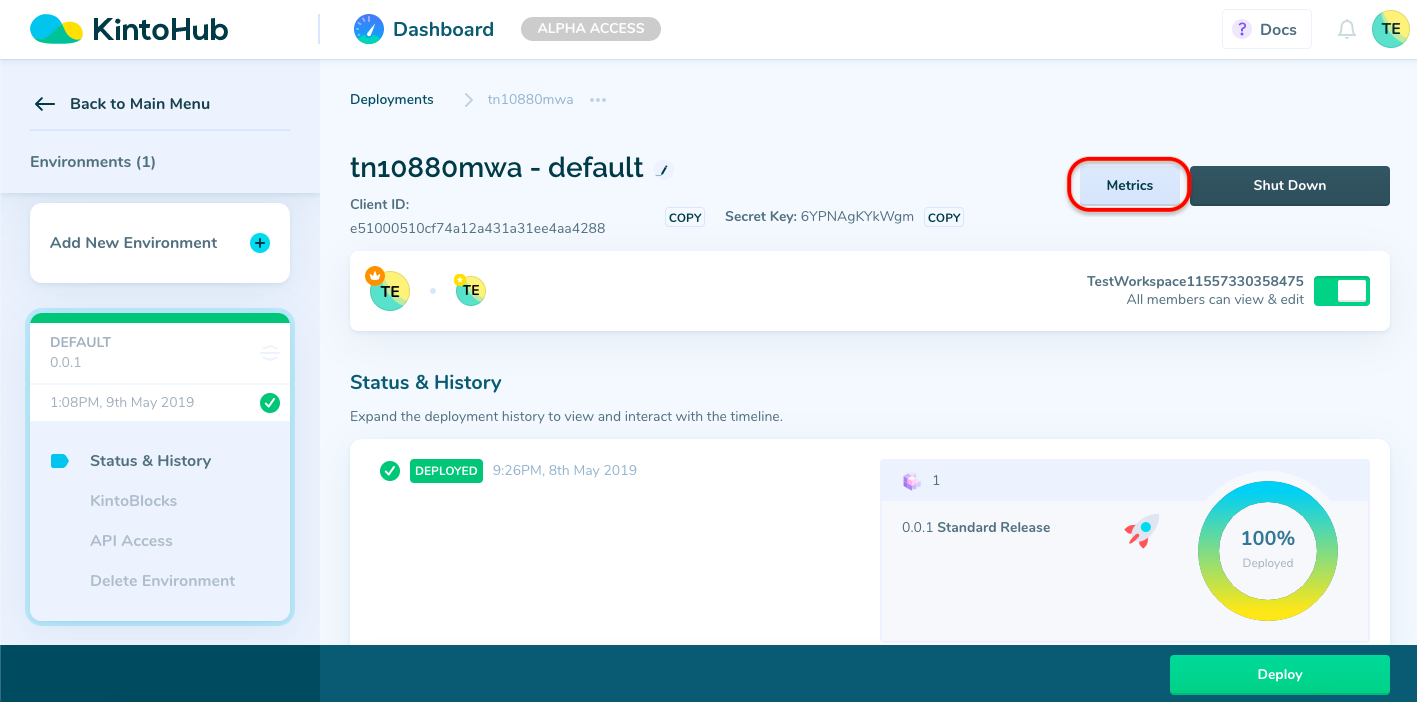 KintoHub
Dashboard
ALPHA ACCESS
? Docs
TE
Back to Main Menu
Environments (1)
Add New Environment
DEFAULT
0.0.1
1:08PM, 9th May 2019
Status & History
KintoBlocks
API Access
Delete Environment
Deployments
tn10880mwa
tn10880mwa - default
Metrics
Shut Down
Client ID:
e51000510cf74a12a431a31ee4aa4288
COPY
Secret Key: 6YPNAgKYkWgm
COPY
TE
TE
TestWorkspace11557330358475
All members can view & edit
Status & History
Expand the deployment history to view and interact with the timeline.
DEPLOYED
9:26PM, 8th May 2019
1
0.0.1 Standard Release
100%
Deployed
Deploy